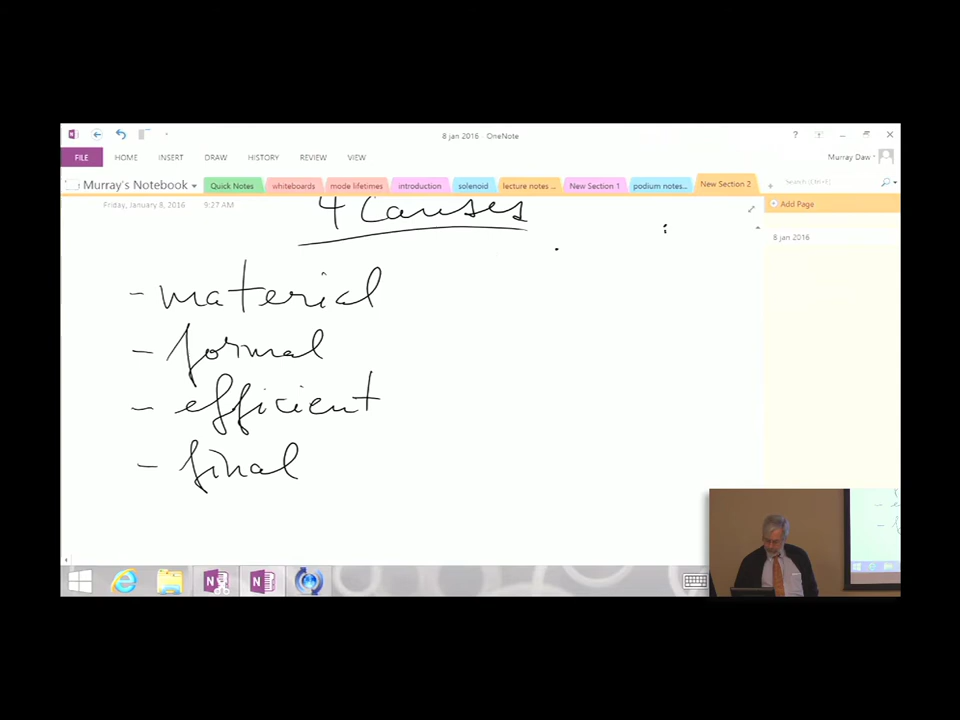 8 jan 2016 - OneNote
?
Murray Daw
FILE HOME INSERT DRAW HISTORY REVIEW VIEW
Murray's Notebook Quick Notes whiteboards mode lifetimes introduction solenoid lecture notes ... New Section 1 podium notes... New Section 2 + Search (Ctrl+E)
Friday, January 8, 2016 9:27 AM
Add Page
4 Causes
8 jan 2016
- material
- formal
- efficient
- final